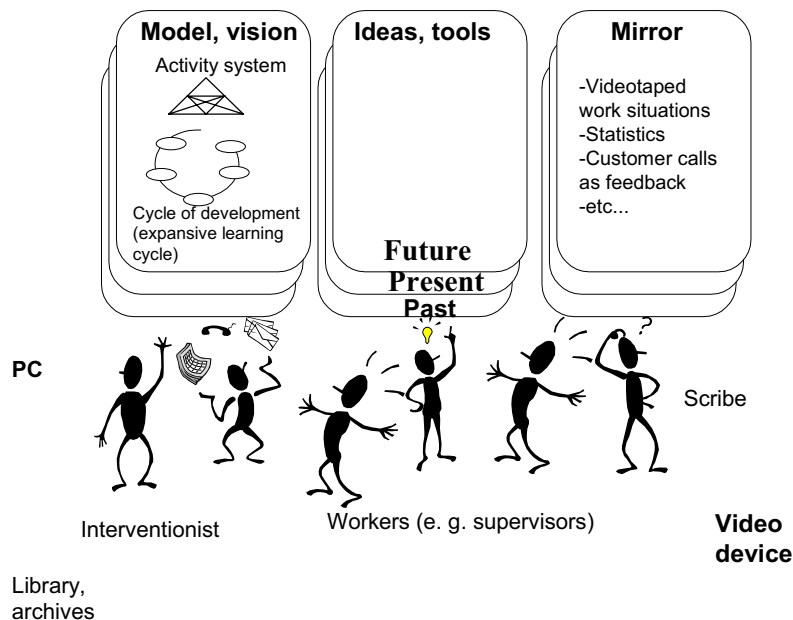 Model, vision
Activity system
Cycle of development
(expansive learning
cycle)
Ideas, tools
Future
Present
Past
Mirror
-Videotaped
work situations
-Statistics
-Customer calls
as feedback
-etc...
?
PC
Scribe
Interventionist
Workers (e. g. supervisors)
Video
device
Library,
archives